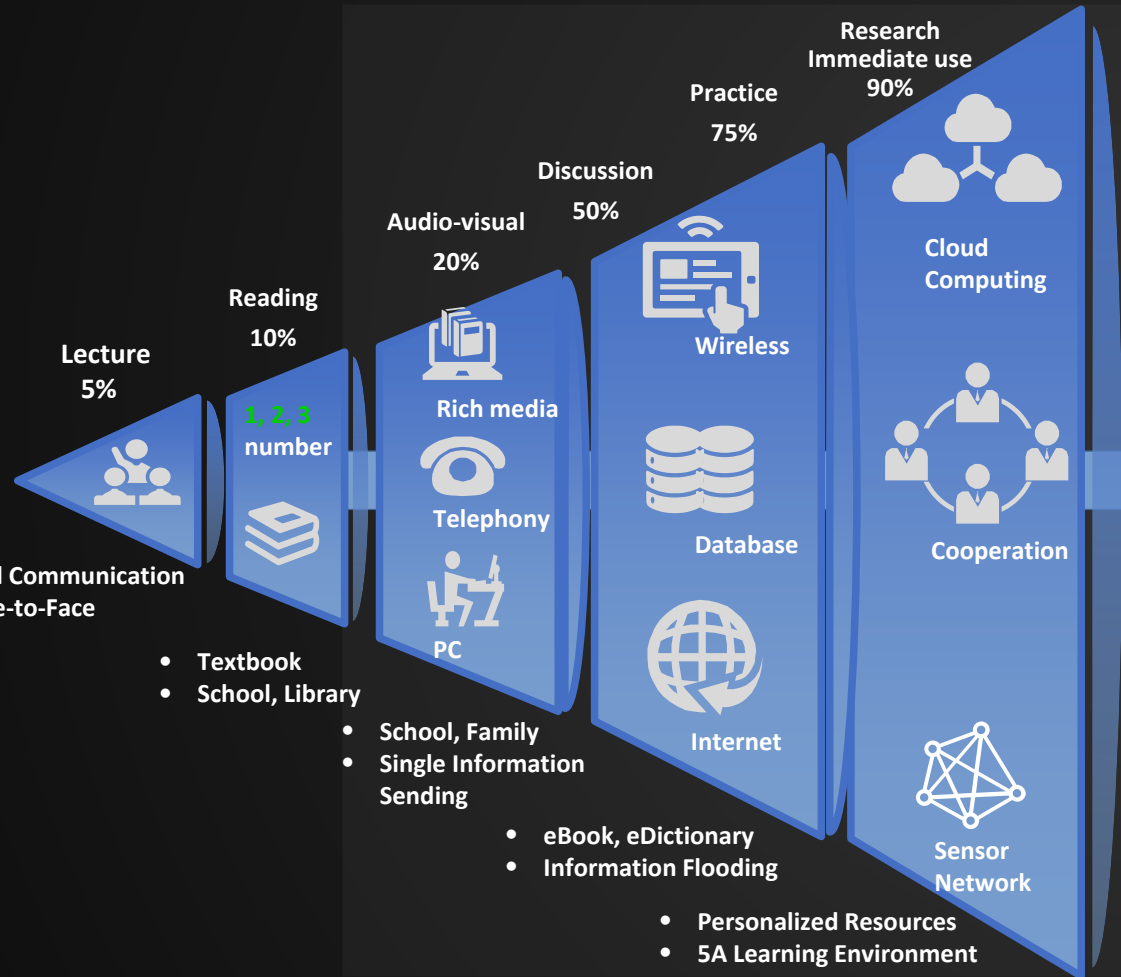 Research
Immediate use
90%
Practice
75%
Discussion
50%
Audio-visual
20%
Reading
10%
Lecture
5%
1, 2, 3
number
Rich media
Telephony
PC
Wireless
Database
Internet
Cloud
Computing
Cooperation
Sensor
Network
Communication
-to-Face
• Textbook
• School, Library
• School, Family
• Single Information
Sending
• eBook, eDictionary
• Information Flooding
• Personalized Resources
• 5A Learning Environment